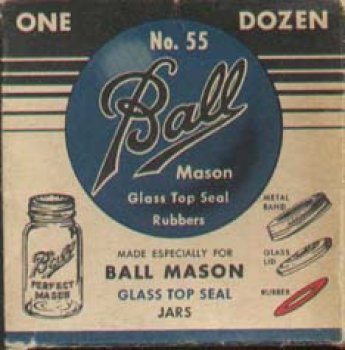 ONE DOZEN
No. 55
Ball
Mason
Glass Top Seal
Rubbers
METAL
BAND
GLASS
LID
RUBBER
Ball
PERFECT
MASON
MADE ESPECIALLY FOR
BALL MASON
GLASS TOP SEAL
JARS